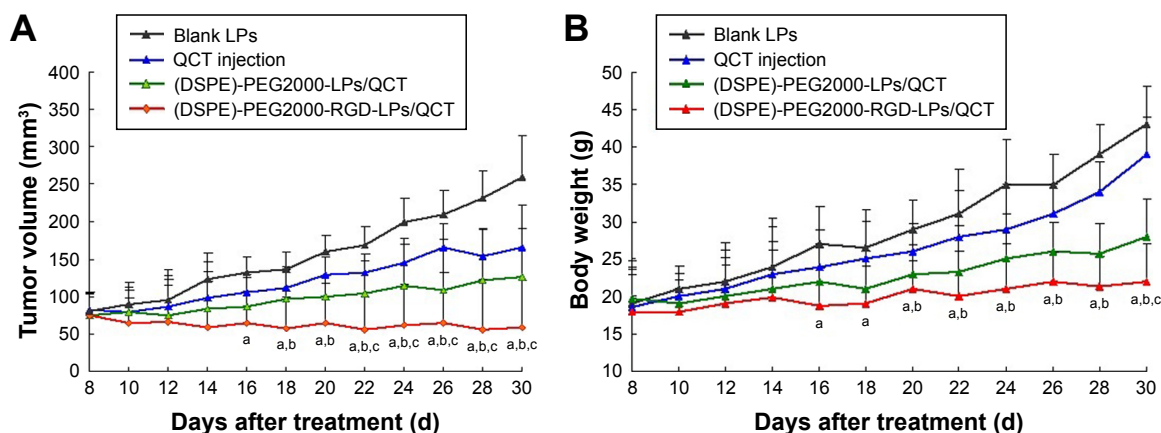 A
Blank LPs
QCT injection
(DSPE)-PEG2000-LPs/QCT
(DSPE)-PEG2000-RGD-LPs/QCT
Tumor volume (mm³)
400
350
300
250
200
150
100
50
0
a
a,b
a,b
a,b,c
a,b,c
a,b,c
a,b,c
a,b,c
8 10 12 14 16 18 20 22 24 26 28 30
Days after treatment (d)
B
Blank LPs
QCT injection
(DSPE)-PEG2000-LPs/QCT
(DSPE)-PEG2000-RGD-LPs/QCT
Body weight (g)
50
45
40
35
30
25
20
15
10
a
a
a,b
a,b
a,b
a,b
a,b
a,b,c
8 10 12 14 16 18 20 22 24 26 28 30
Days after treatment (d)